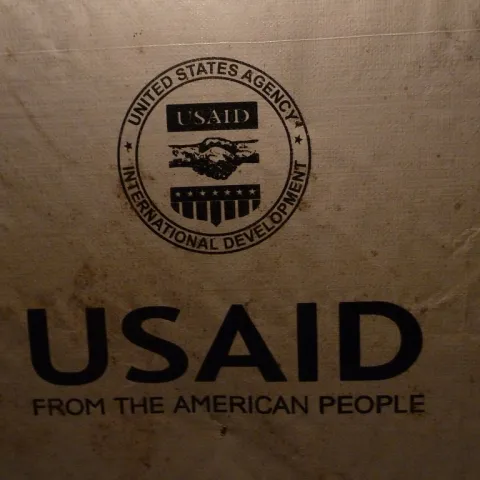 UNITED STATES AGENCY
USAID
INTERNATIONAL DEVELOPMENT
USAID
FROM THE AMERICAN PEOPLE